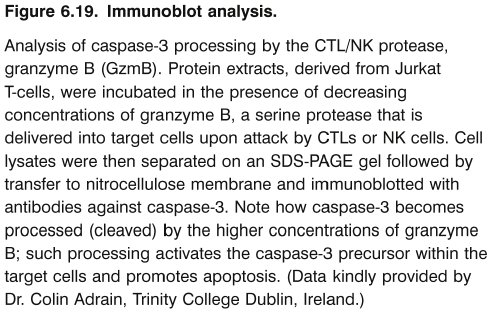 Figure 6.19. Immunoblot analysis.
Analysis of caspase-3 processing by the CTL/NK protease,
granzyme B (GzmB). Protein extracts, derived from Jurkat
T-cells, were incubated in the presence of decreasing
concentrations of granzyme B, a serine protease that is
delivered into target cells upon attack by CTLs or NK cells. Cell
lysates were then separated on an SDS-PAGE gel followed by
transfer to nitrocellulose membrane and immunoblotted with
antibodies against caspase-3. Note how caspase-3 becomes
processed (cleaved) by the higher concentrations of granzyme
B; such processing activates the caspase-3 precursor within the
target cells and promotes apoptosis. (Data kindly provided by
Dr. Colin Adrain, Trinity College Dublin, Ireland.)